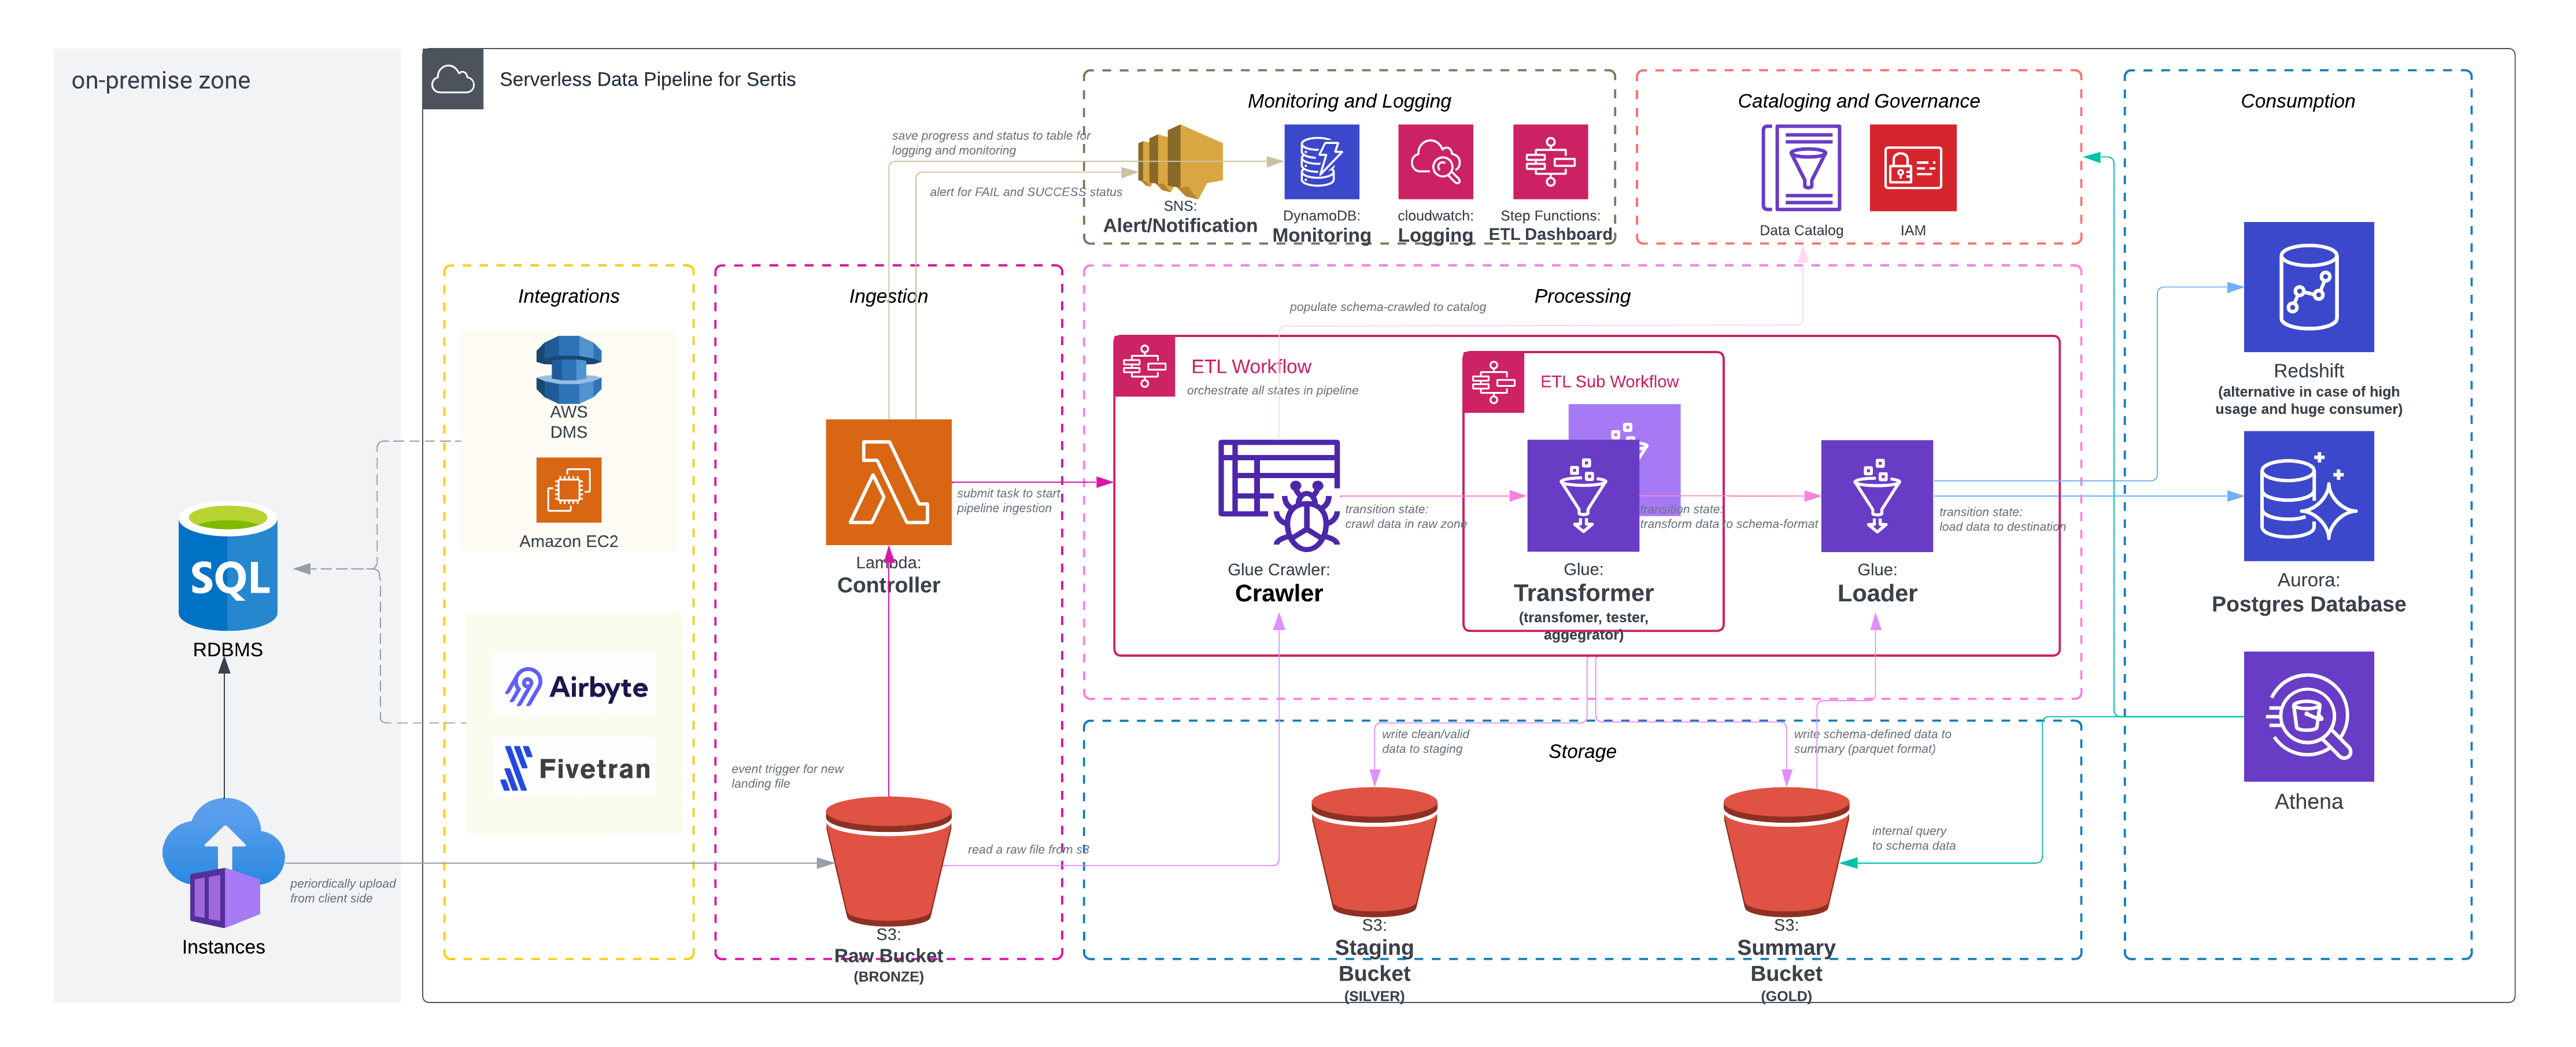 on-premise zone
Serverless Data Pipeline for Sertis
Monitoring and Logging
Cataloging and Governance
Consumption
save progress and status to table for
logging and monitoring
alert for FAIL and SUCCESS status
SNS:
Alert/Notification
DynamoDB:
Monitoring
cloudwatch:
Logging
Step Functions:
ETL Dashboard
Data Catalog
IAM
Integrations
Ingestion
Processing
populate schema-crawled to catalog
AWS
DMS
Amazon EC2
Airbyte
Fivetran
SQL
RDBMS
Instances
periordically upload
from client side
Lambda:
Controller
submit task to start
pipeline ingestion
event trigger for new
landing file
S3:
Raw Bucket
(BRONZE)
read a raw file from s3
ETL Workflow
orchestrate all states in pipeline
ETL Sub Workflow
Glue Crawler:
Crawler
transition state:
crawl data in raw zone
Glue:
Transformer
(transfomer, tester,
aggegrator)
transition state:
transform data to schema-format
Glue:
Loader
transition state:
load data to destination
Storage
write clean/valid
data to staging
write schema-defined data to
summary (parquet format)
S3:
Staging
Bucket
(SILVER)
S3:
Summary
Bucket
(GOLD)
internal query
to schema data
Redshift
(alternative in case of high
usage and huge consumer)
Aurora:
Postgres Database
Athena